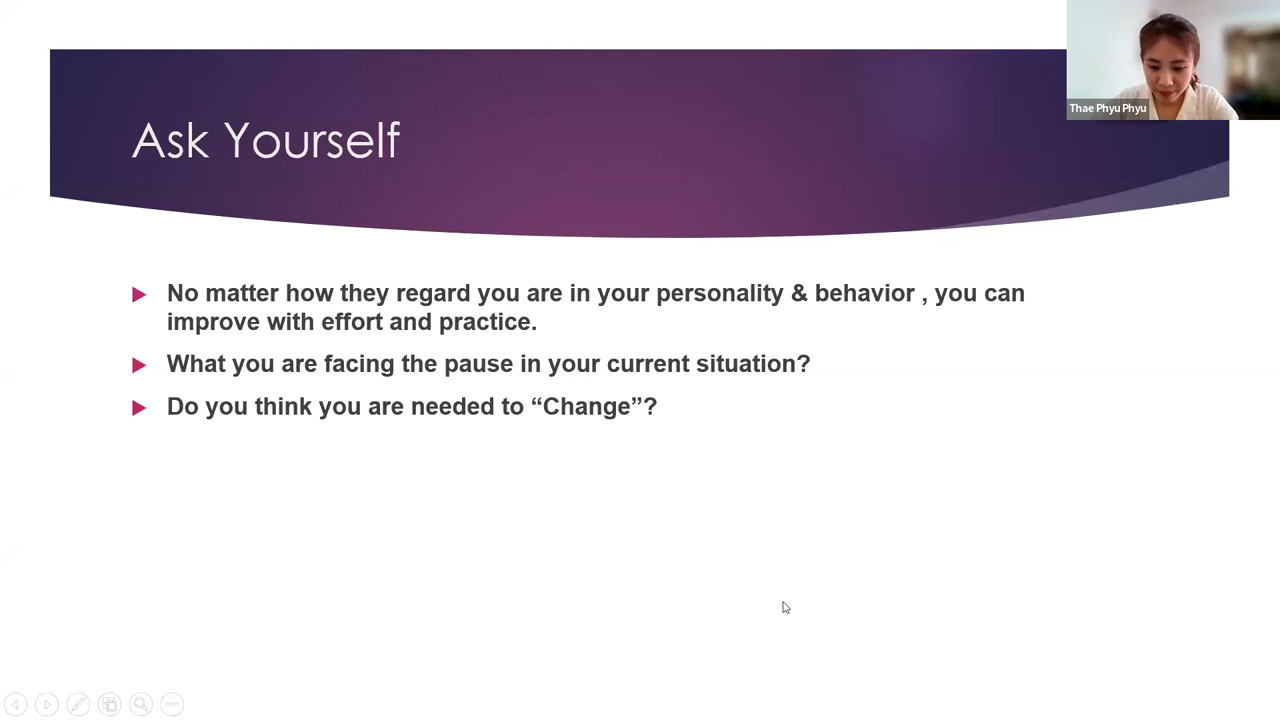 Thae Phyu Phyu
Ask Yourself
No matter how they regard you are in your personality & behavior , you can
improve with effort and practice.
What you are facing the pause in your current situation?
Do you think you are needed to “Change”?